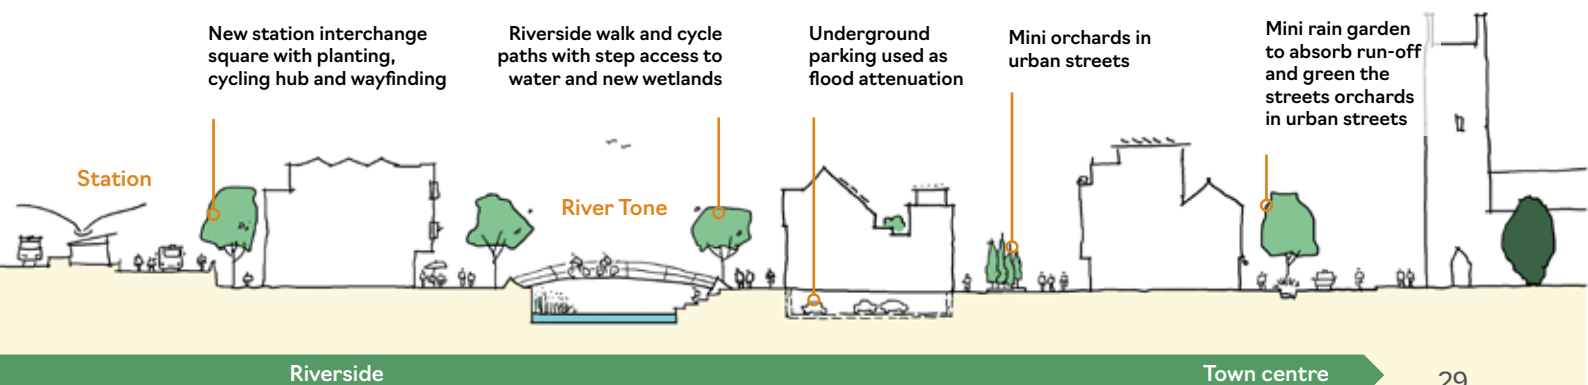 New station interchange
square with planting,
cycling hub and wayfinding
Riverside walk and cycle
paths with step access to
water and new wetlands
Underground
parking used as
flood attenuation
Mini orchards in
urban streets
Mini rain garden
to absorb run-off
and green the
streets orchards
in urban streets
Station
River Tone
Riverside
Town centre
29